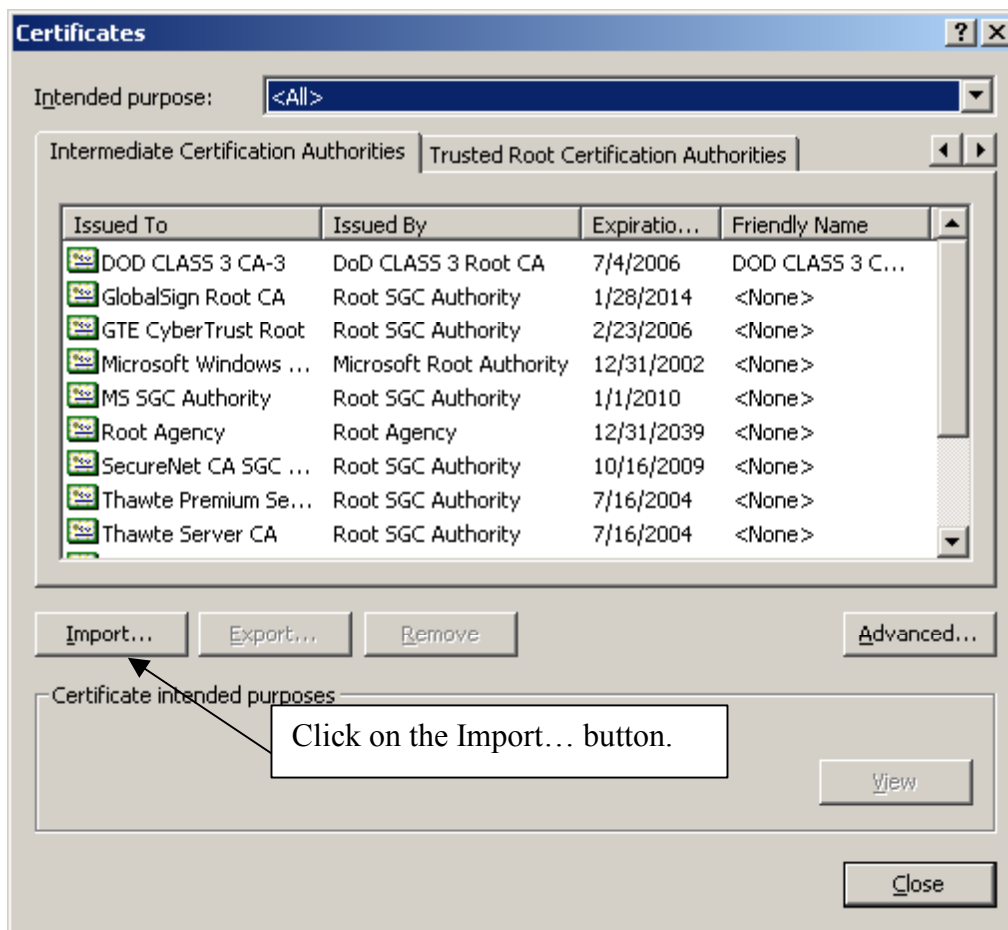 Certificates
Intended purpose: <All>
Intermediate Certification Authorities Trusted Root Certification Authorities
Issued To Issued By Expiratio... Friendly Name
DOD CLASS 3 CA-3 DoD CLASS 3 Root CA 7/4/2006 DOD CLASS 3 C...
GlobalSign Root CA Root SGC Authority 1/28/2014 <None>
GTE CyberTrust Root Root SGC Authority 2/23/2006 <None>
Microsoft Windows ... Microsoft Root Authority 12/31/2002 <None>
MS SGC Authority Root SGC Authority 1/1/2010 <None>
Root Agency Root Agency 12/31/2039 <None>
SecureNet CA SGC ... Root SGC Authority 10/16/2009 <None>
Thawte Premium Se... Root SGC Authority 7/16/2004 <None>
Thawte Server CA Root SGC Authority 7/16/2004 <None>
Import... Export... Remove Advanced...
Certificate intended purposes
Click on the Import… button.
View
Close